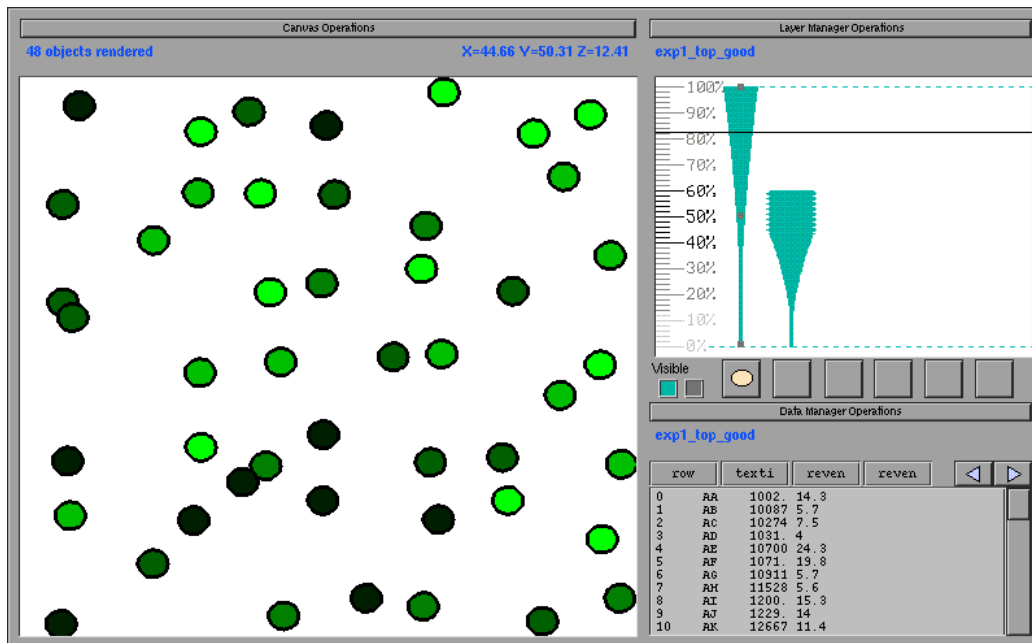 Canvas Operations
48 objects rendered
X=44.66 Y=50.31 Z=12.41
Layer Manager Operations
exp1_top_good
100%
90%
80%
70%
60%
50%
40%
30%
20%
10%
0%
Visible
Data Manager Operations
exp1_top_good
row texti reven reven
0 AA 1002. 14.3
1 AB 10087 5.7
2 AC 10274 7.5
3 AD 1031. 4
4 AE 10700 24.3
5 AF 1071. 19.8
6 AG 10911 5.7
7 AH 11528 5.6
8 AI 1200. 15.3
9 AJ 1229. 14
10 AK 12667 11.4